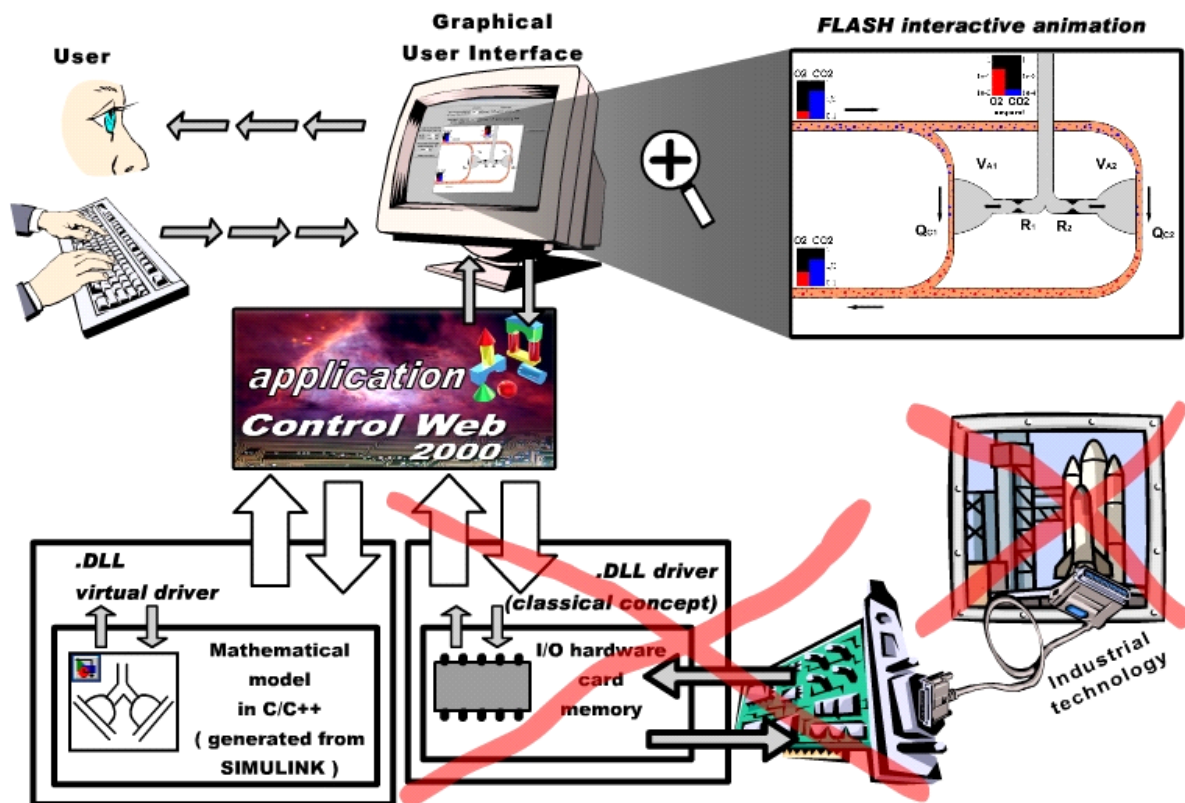 User
Graphical
User Interface
FLASH interactive animation
O2 CO2
O2 CO2
VA1
VA2
QC1
R1
R2
QC2
O2 CO2
application
Control Web
2000
.DLL
virtual driver
Mathematical
model
in C/C++
( generated from
SIMULINK )
.DLL driver
(classical concept)
I/O hardware
card
memory
Industrial
technology